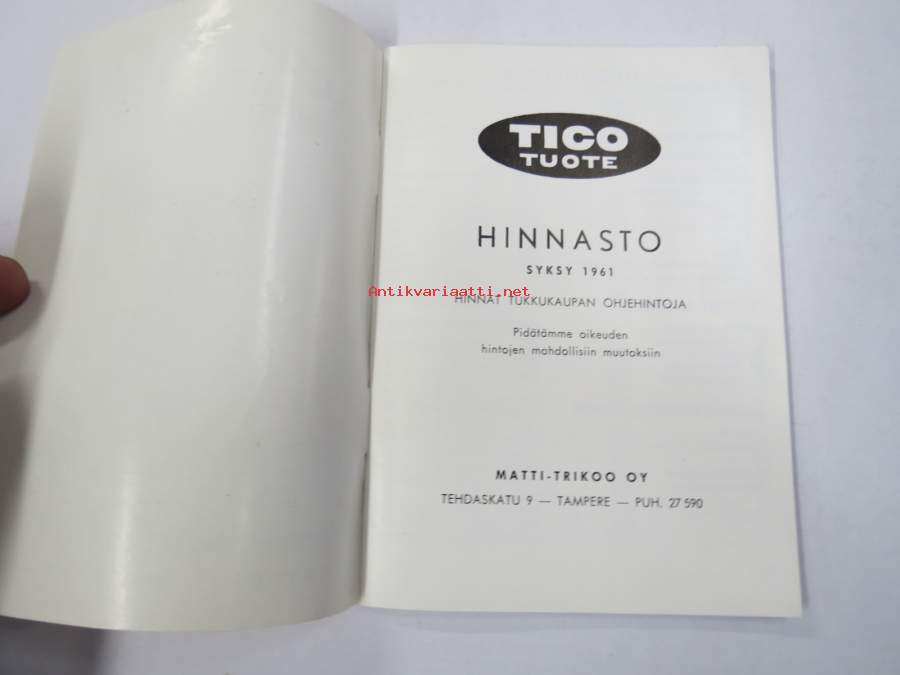 TICO
TUOTE
HINNASTO
SYKSY 1961
Antikvariaatti.net
HINNAT TUKKUKAUPAN OHJEHINTOJA
Pidätämme oikeuden
hintojen mahdollisiin muutoksiin
MATTI-TRIKOO OY
TEHDASKATU 9 — TAMPERE — PUH. 27 590